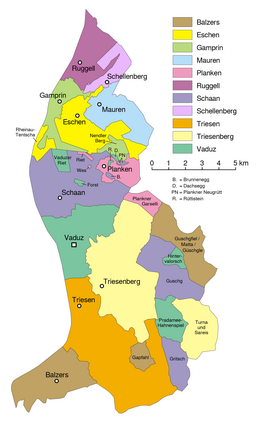 Balzers
Eschen
Gamprin
Mauren
Planken
Ruggell
Schaan
Schellenberg
Triesen
Triesenberg
Vaduz
0 1 2 3 4 5 km
B. = Brunnenegg
D. = Dachsegg
PN = Plankner Neugrütt
R. = Rüttistein
Ruggell
Schellenberg
Gamprin
Mauren
Eschen
Rheinau-
Tentscha
Nendler
Berg
Vaduzer
Riet
Riet
Wes
R.
D.
PN
Planken
B.
Forst
Schaan
Plankner
Garselli
Vaduz
Guschgfiel /
Matta /
Güschgle
Hinter-
valorsch
Guschg
Triesenberg
Triesen
Pradamee-
Hahnenspiel
Turna
und
Sareis
Gapfahl
Gritsch
Balzers